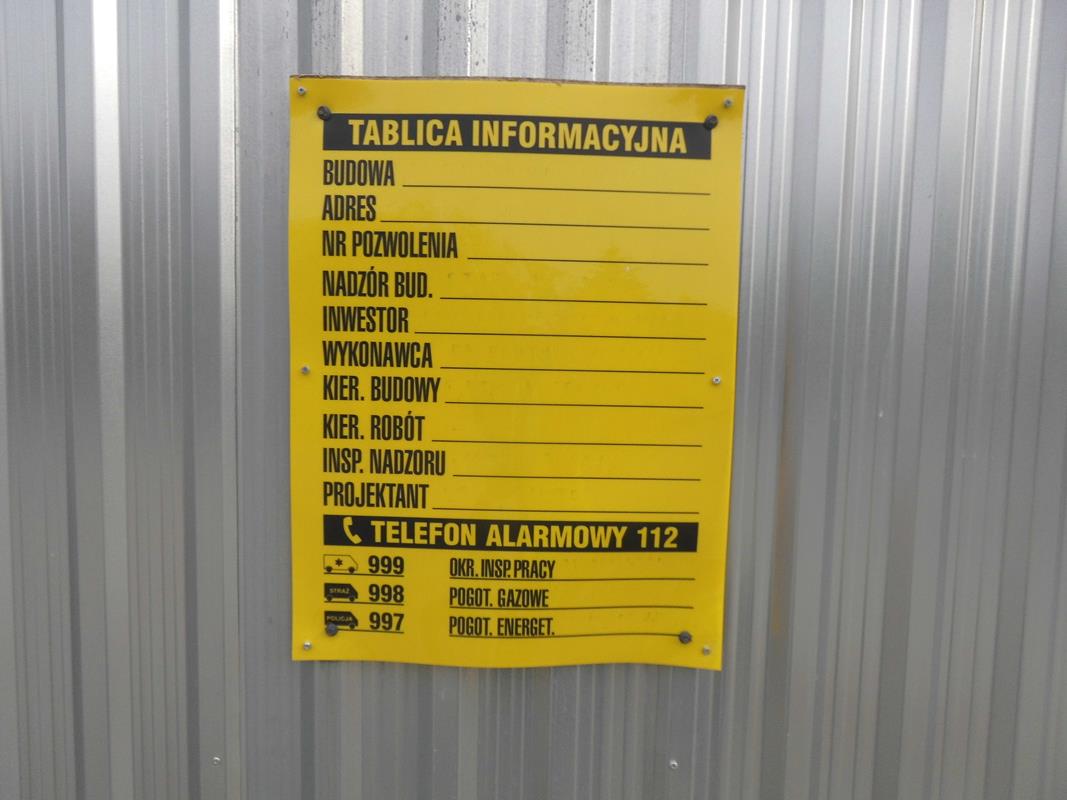 TABLICA INFORMACYJNA
BUDOWA
ADRES
NR POZWOLENIA
NADZÓR BUD.
INWESTOR
WYKONAWCA
KIER. BUDOWY
KIER. ROBÓT
INSP. NADZORU
PROJEKTANT
TELEFON ALARMOWY 112
999 OKR. INSP. PRACY
STRAŻ 998 POGOT. GAZOWE
POLICJA 997 POGOT. ENERGET.